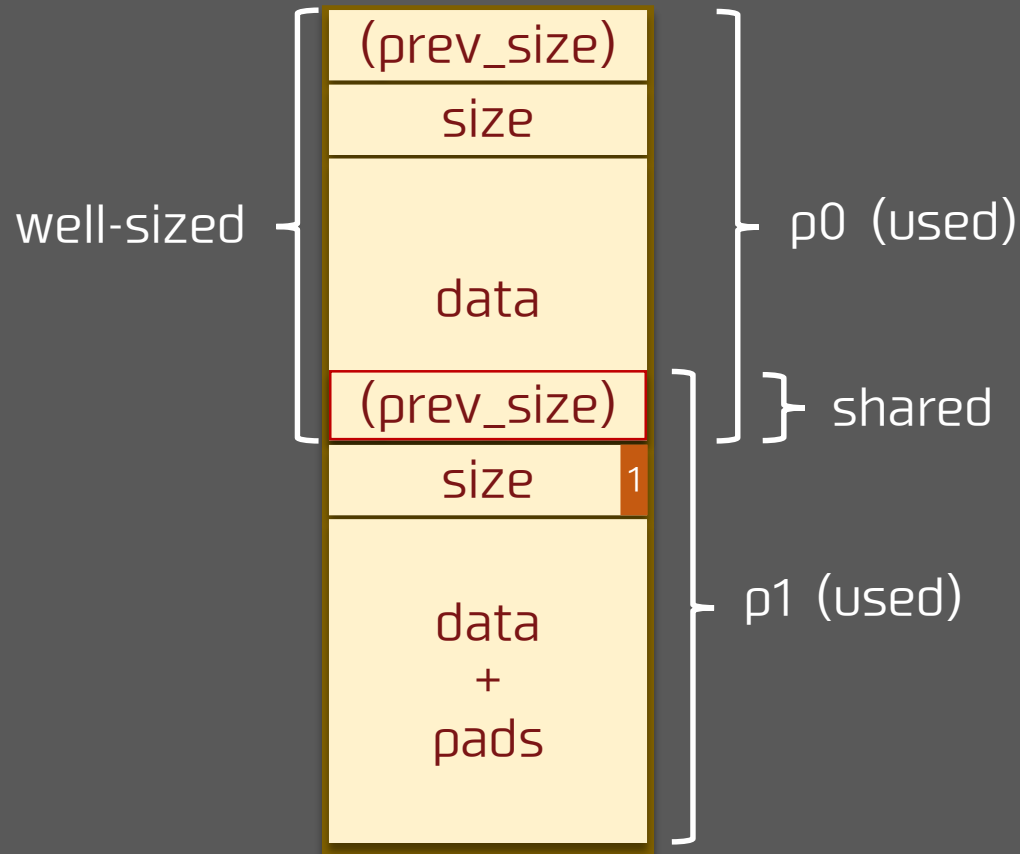 (prev_size)
size
well-sized
p0 (used)
data
(prev_size)
shared
size
1
p1 (used)
data
+
pads